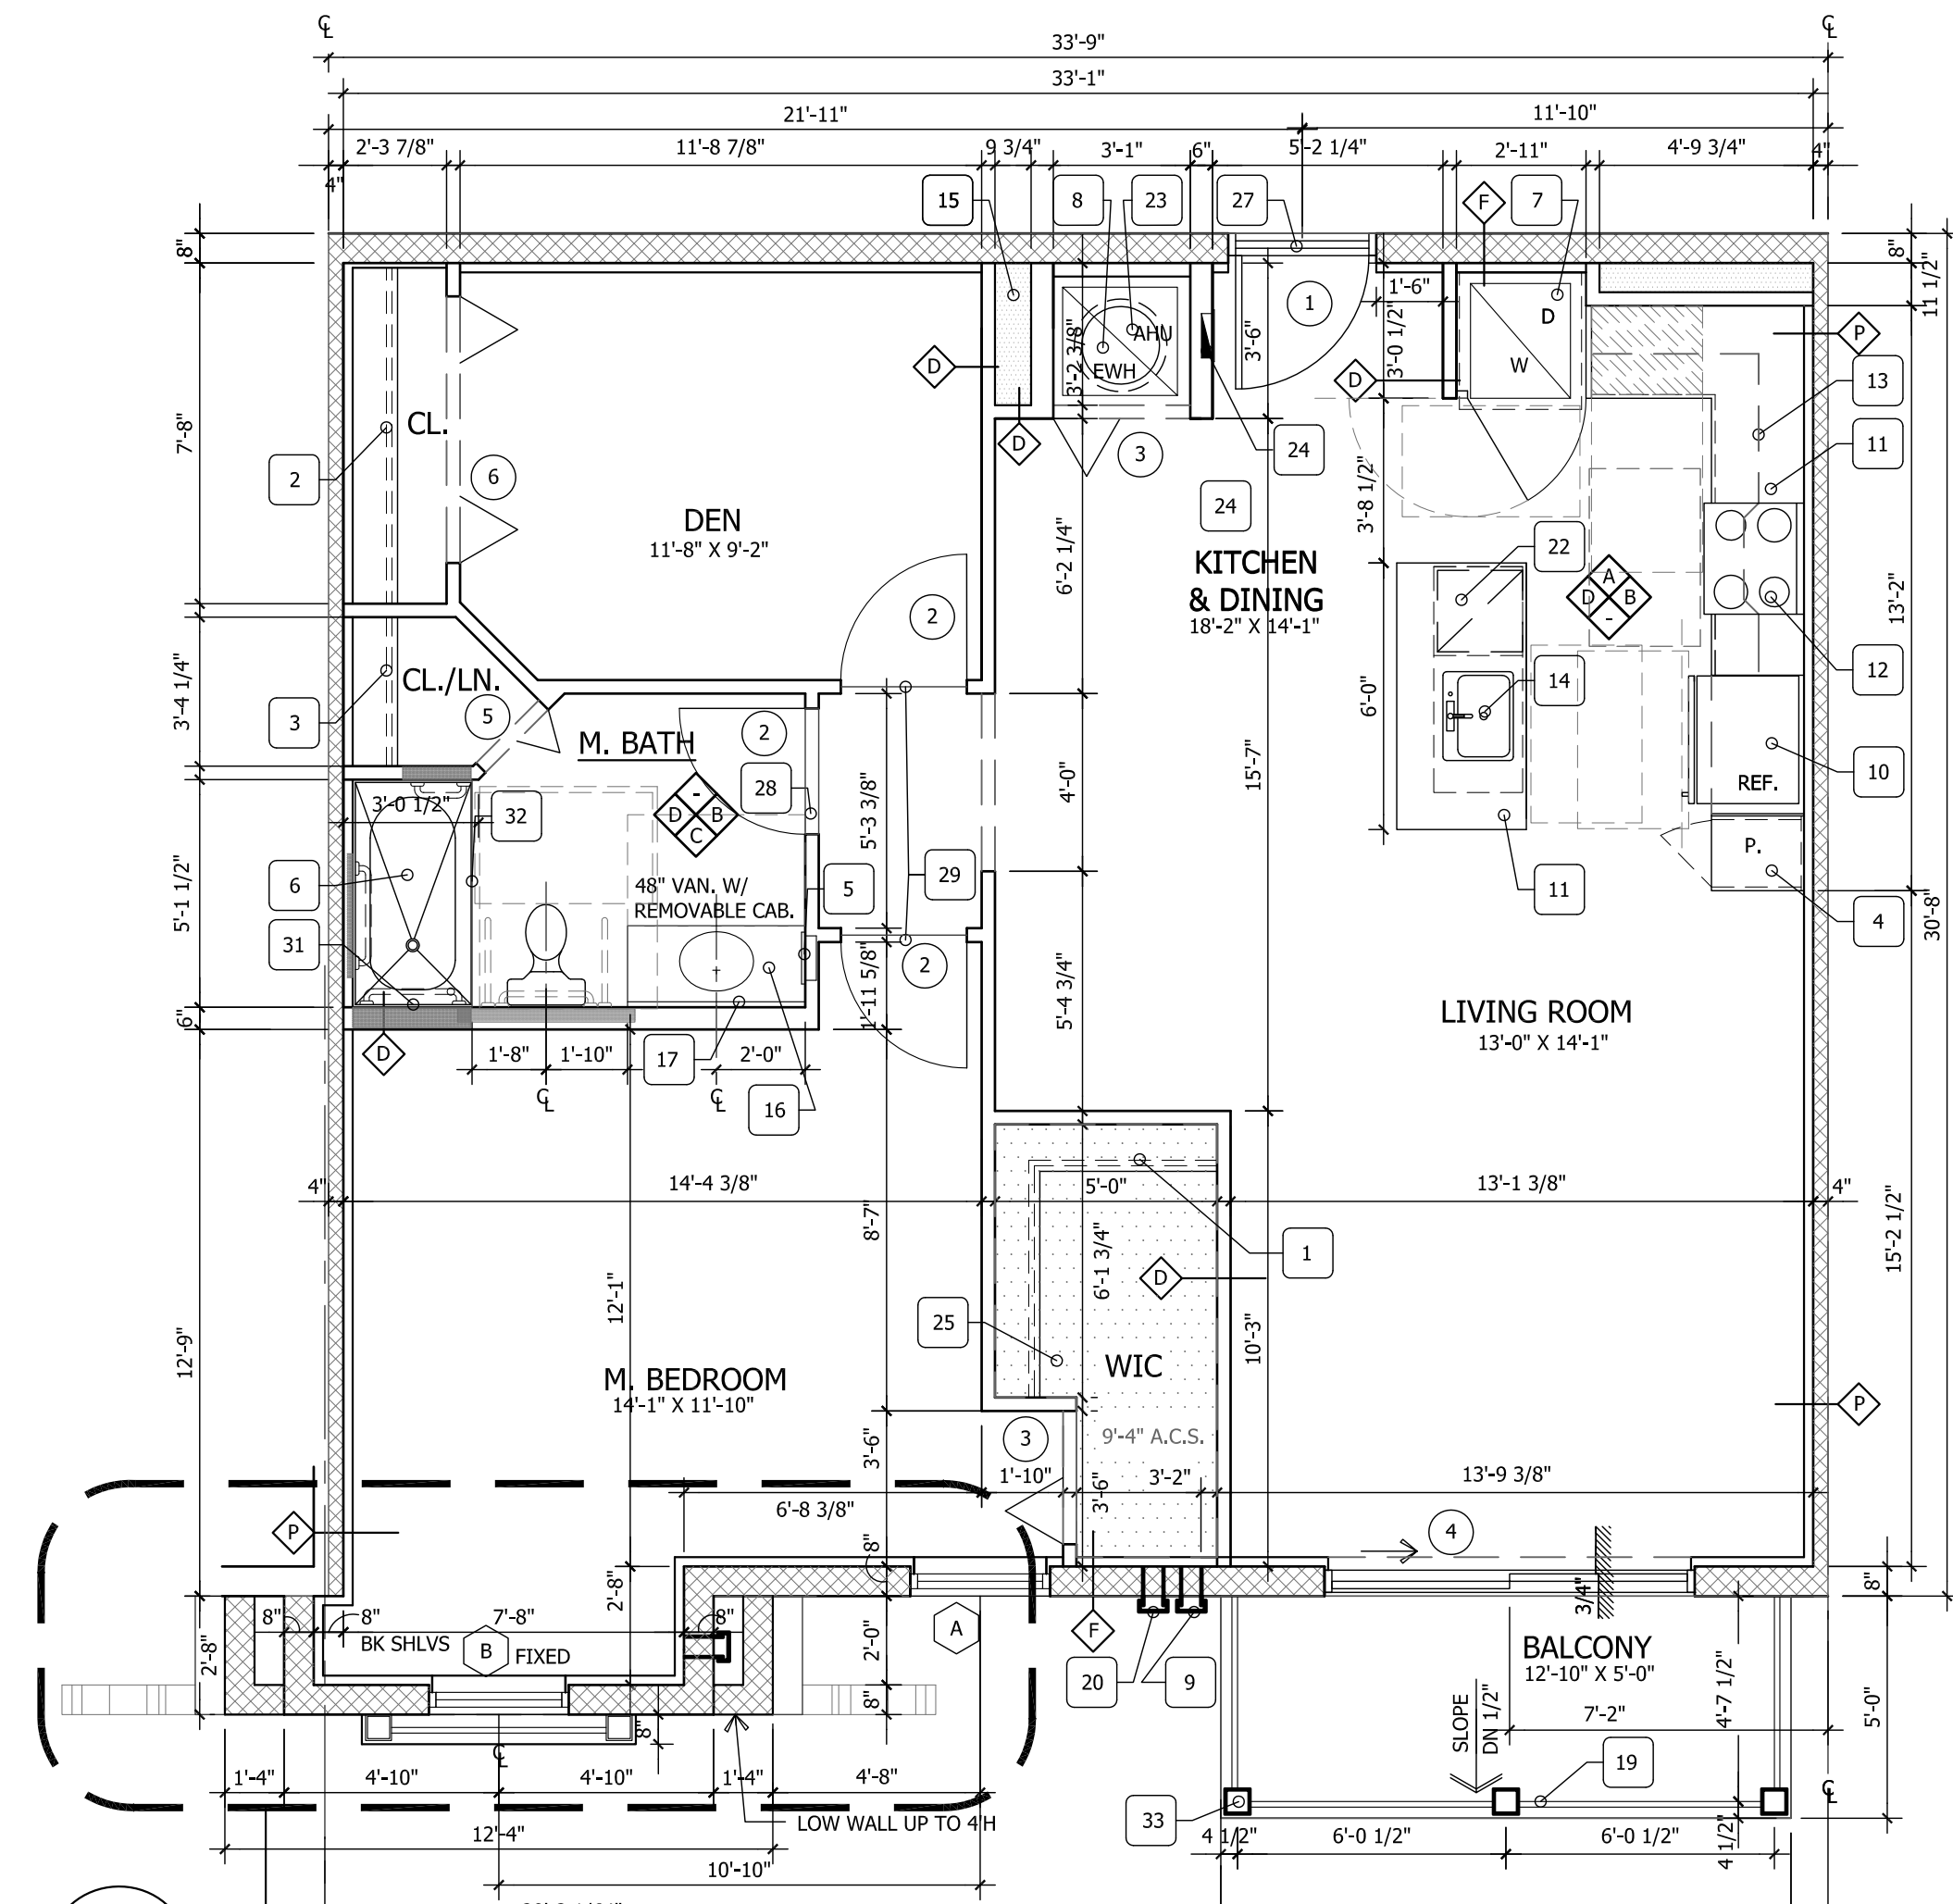 ℄
℄
33'-9"
33'-1"
21'-11"
11'-10"
2'-3 7/8"
11'-8 7/8"
9 3/4"
3'-1"
6"
5'-2 1/4"
2'-11"
4'-9 3/4"
4"
4"
15
8
23
27
F
7
8"
8"
11 1/2"
1
1'-6"
D
P
AHU
EWH
W
D
D
3'-2 3/8"
3'-6"
3'-0 1/2"
13
CL.
7'-8"
2
6
D
3
24
11
24
3'-8 1/2"
DEN
11'-8" X 9'-2"
6'-2 1/4"
KITCHEN
& DINING
18'-2" X 14'-1"
22
A
D
B
-
13'-2"
2
12
3'-4 1/4"
CL./LN.
3
5
M. BATH
2
14
6'-0"
15'-7"
4'-0"
28
REF.
10
3'-0 1/2"
32
-
D
B
C
5'-3 3/8"
P.
6
5'-1 1/2"
48" VAN. W/
REMOVABLE CAB.
5
29
11
4
30'-8"
31
2
6"
1'-11 5/8"
5'-4 3/4"
LIVING ROOM
13'-0" X 14'-1"
D
1'-8"
1'-10"
17
2'-0"
℄
℄
16
4"
14'-4 3/8"
5'-0"
13'-1 3/8"
4"
8'-7"
6'-1 3/4"
1
15'-2 1/2"
12'-1"
D
25
10'-3"
12'-9"
WIC
M. BEDROOM
14'-1" X 11'-10"
P
3'-6"
3
9'-4" A.C.S.
1'-10"
3'-2"
13'-9 3/8"
6'-8 3/8"
3'-6"
P
4
8"
2'-8"
3/4"
8"
8"
8"
7'-8"
8"
BK SHLVS
B
FIXED
2'-0"
A
F
2'-8"
BALCONY
12'-10" X 5'-0"
20
9
8"
8"
SLOPE
DN 1/2"
7'-2"
4'-7 1/2"
5'-0"
℄
1'-4"
4'-10"
4'-10"
1'-4"
4'-8"
19
℄
33
LOW WALL UP TO 4'H
12'-4"
4 1/2"
6'-0 1/2"
6'-0 1/2"
4 1/2"
10'-10"